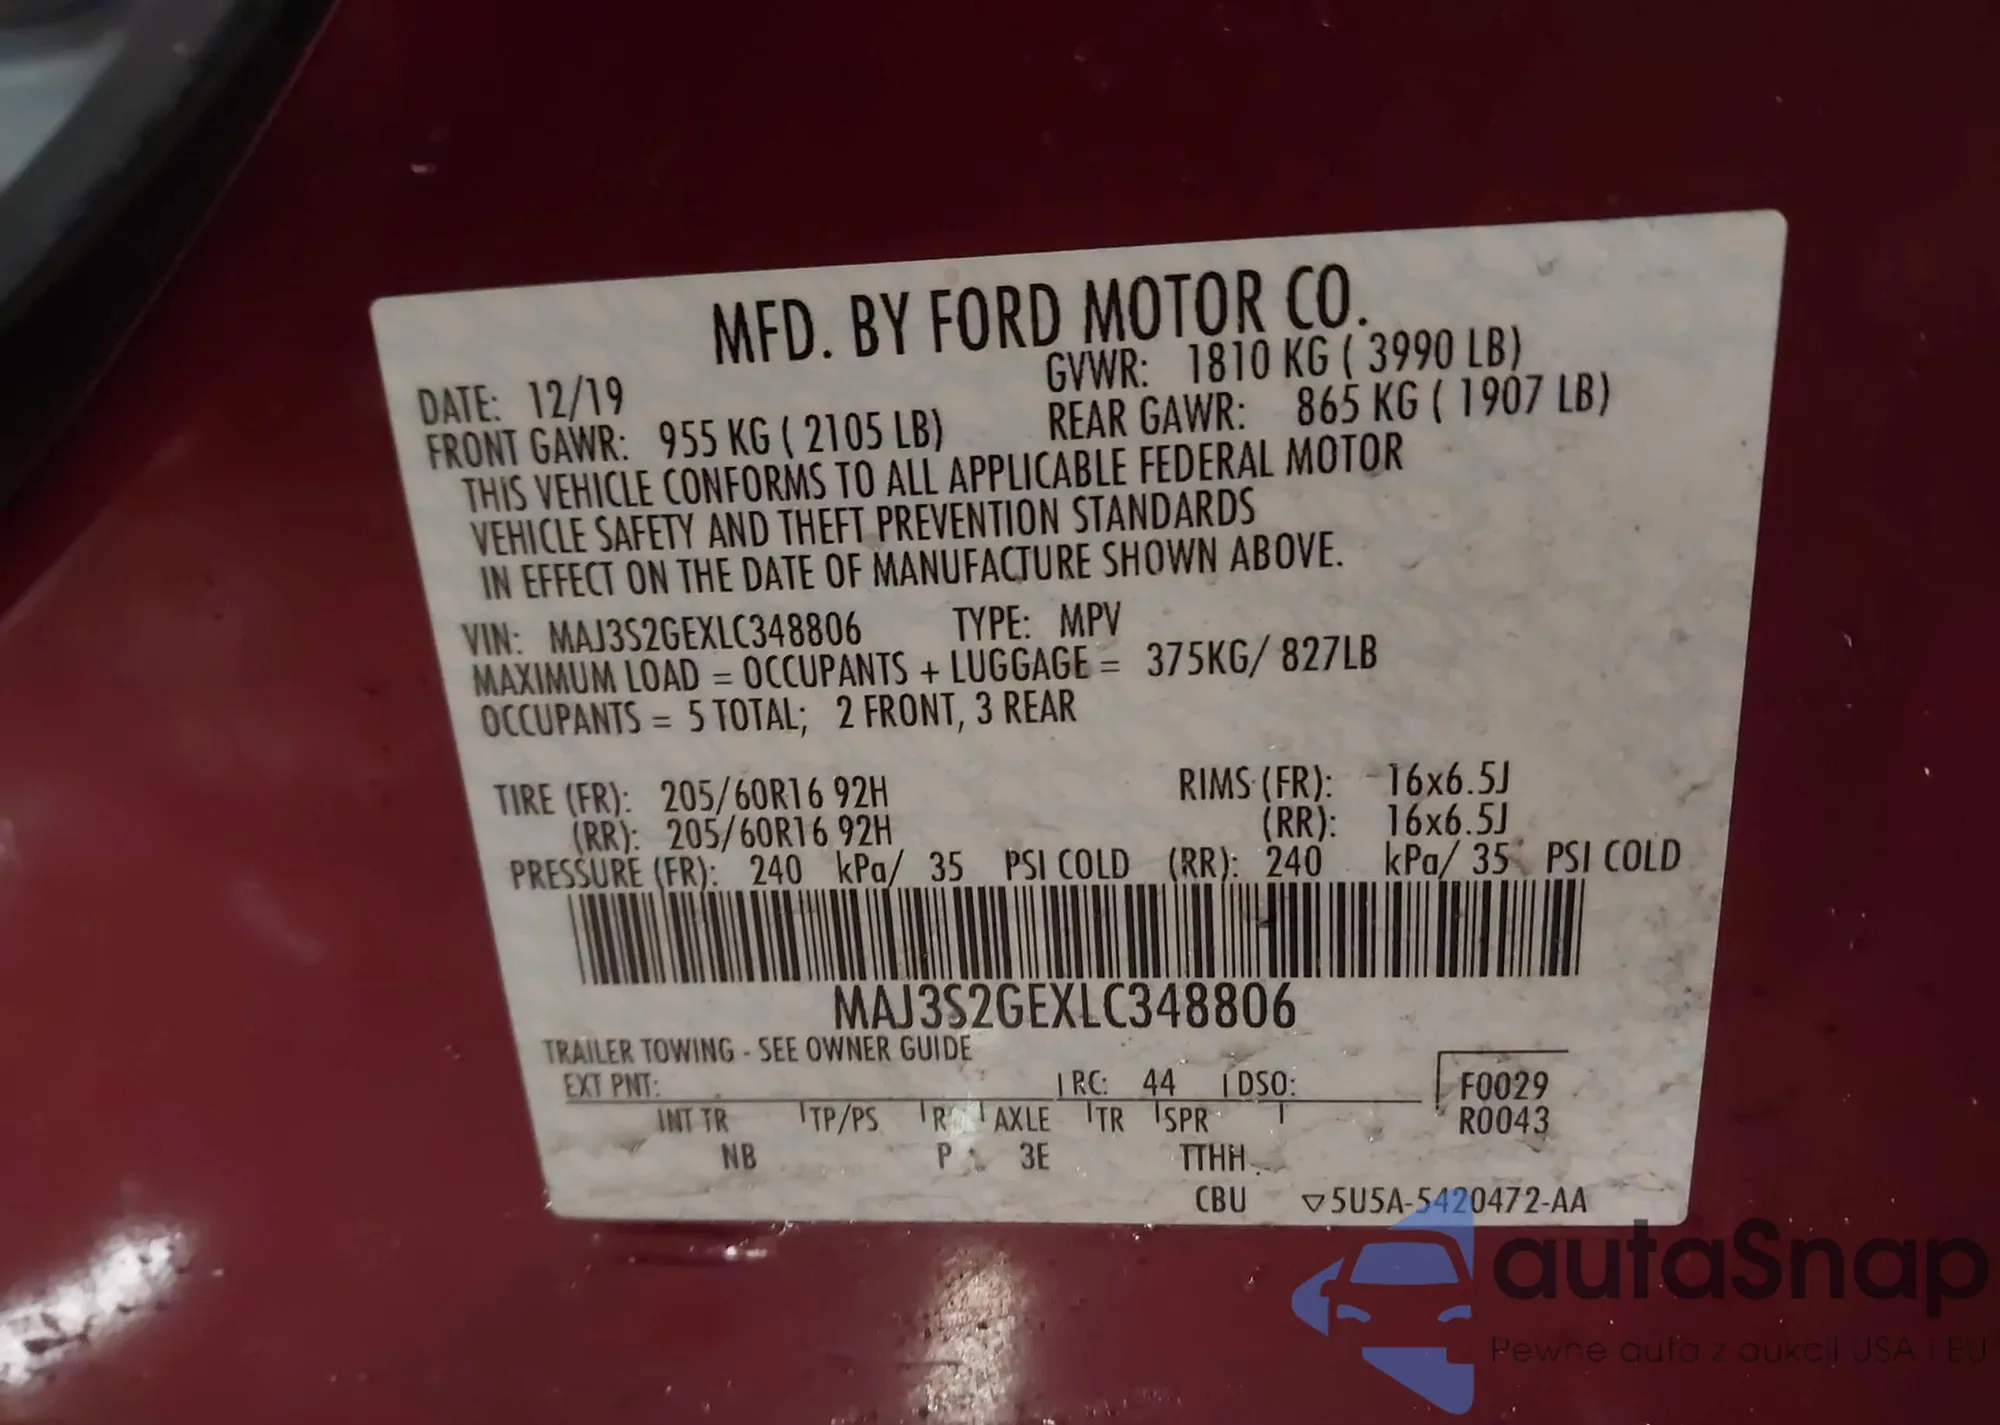 MFD. BY FORD MOTOR CO.
DATE: 12/19 GVWR: 1810 KG ( 3990 LB)
FRONT GAWR: 955 KG ( 2105 LB) REAR GAWR: 865 KG ( 1907 LB)
THIS VEHICLE CONFORMS TO ALL APPLICABLE FEDERAL MOTOR
VEHICLE SAFETY AND THEFT PREVENTION STANDARDS
IN EFFECT ON THE DATE OF MANUFACTURE SHOWN ABOVE.
VIN: MAJ3S2GEXLC348806 TYPE: MPV
MAXIMUM LOAD = OCCUPANTS + LUGGAGE = 375KG/ 827LB
OCCUPANTS = 5 TOTAL; 2 FRONT, 3 REAR
TIRE (FR): 205/60R16 92H RIMS (FR): 16x6.5J
(RR): 205/60R16 92H (RR): 16x6.5J
PRESSURE (FR): 240 kPa/ 35 PSI COLD (RR): 240 kPa/ 35 PSI COLD
MAJ3S2GEXLC348806
TRAILER TOWING - SEE OWNER GUIDE
EXT PNT: RC: 44 DSO: F0029
INT TR TP/PS R AXLE TR SPR R0043
NB P 3E TTHH
CBU ▽5U5A-5420472-AA
autaSnap
Pewne auta z aukcji USA i EU